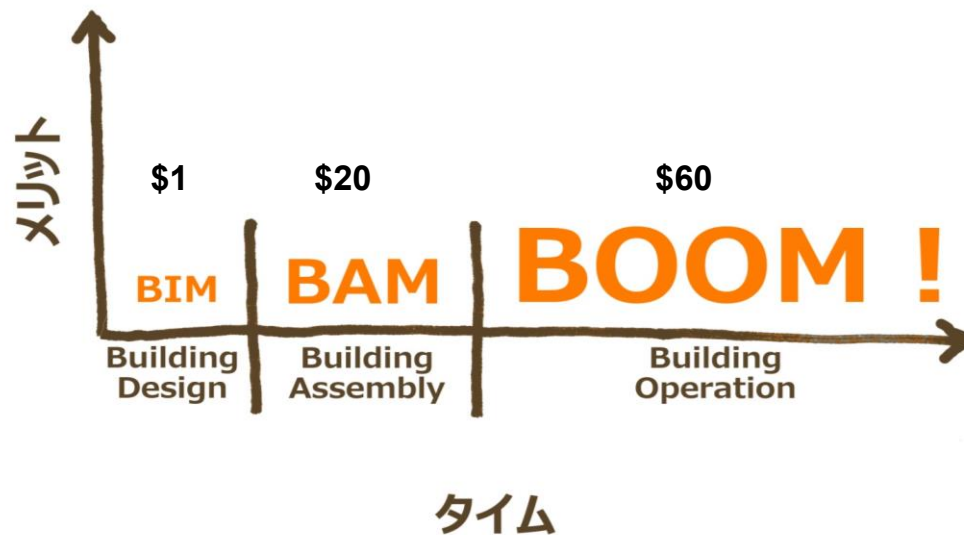 メリット
$1
$20
$60
BIM
BAM
BOOM !
Building
Design
Building
Assembly
Building
Operation
タイム